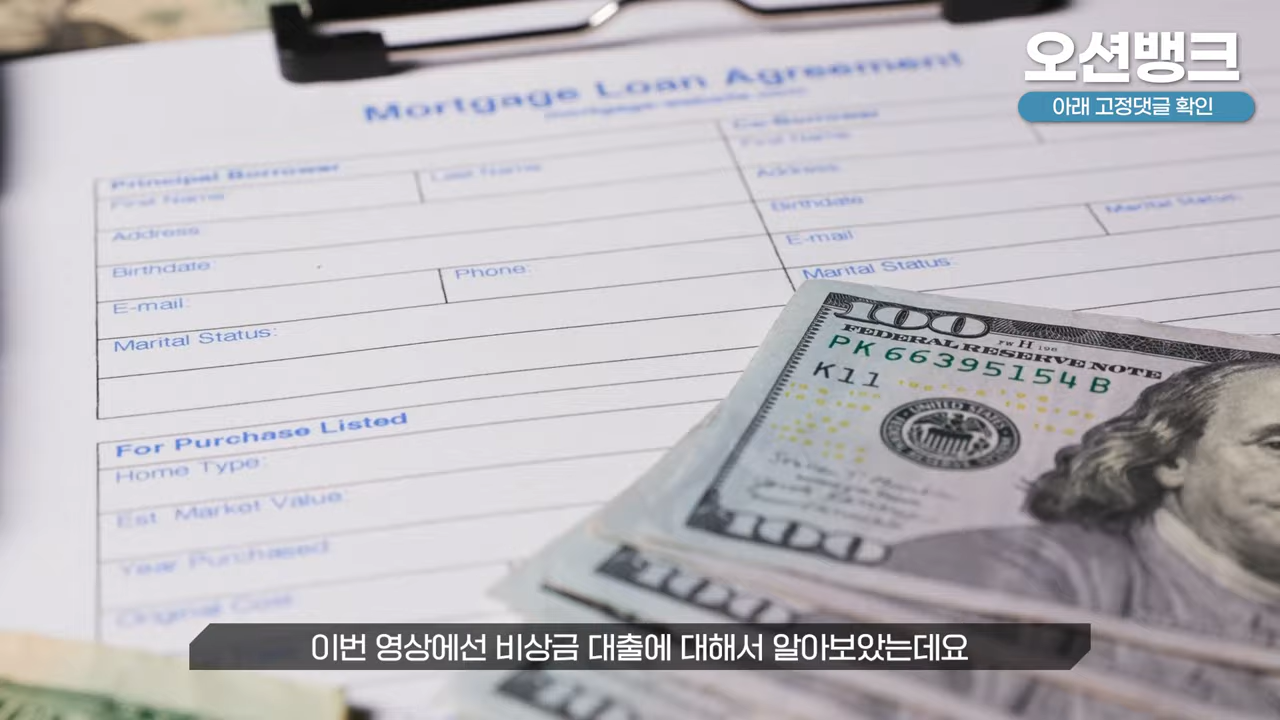 오션뱅크
아래 고정댓글 확인
Mortgage Loan Agreement
Principal Borrower
Co-Borrower
First Name
Last Name
First Name
Address
Address
Birthdate
Birthdate:
Phone:
E-mail
Marital Status:
E-mail:
Marital Status:
Marital Status:
For Purchase Listed
Home Type:
Est Market Value:
Year Purchased
Original Cost
100
FEDERAL RESERVE NOTE
PK 66395154 B
K11
UNITED STATES
100
100
이번 영상에선 비상금 대출에 대해서 알아보았는데요